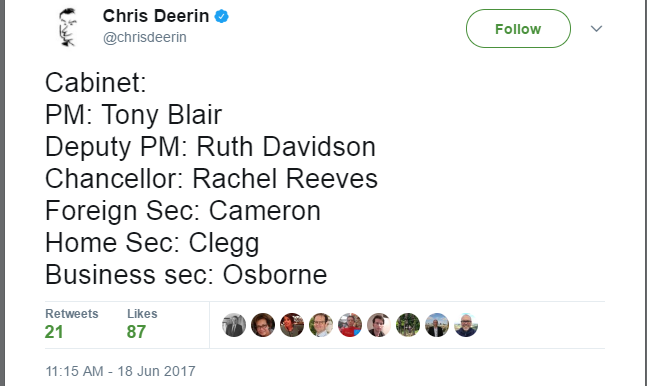 Chris Deerin
@chrisdeerin
Follow
Cabinet:
PM: Tony Blair
Deputy PM: Ruth Davidson
Chancellor: Rachel Reeves
Foreign Sec: Cameron
Home Sec: Clegg
Business sec: Osborne
Retweets Likes
21 87
11:15 AM - 18 Jun 2017